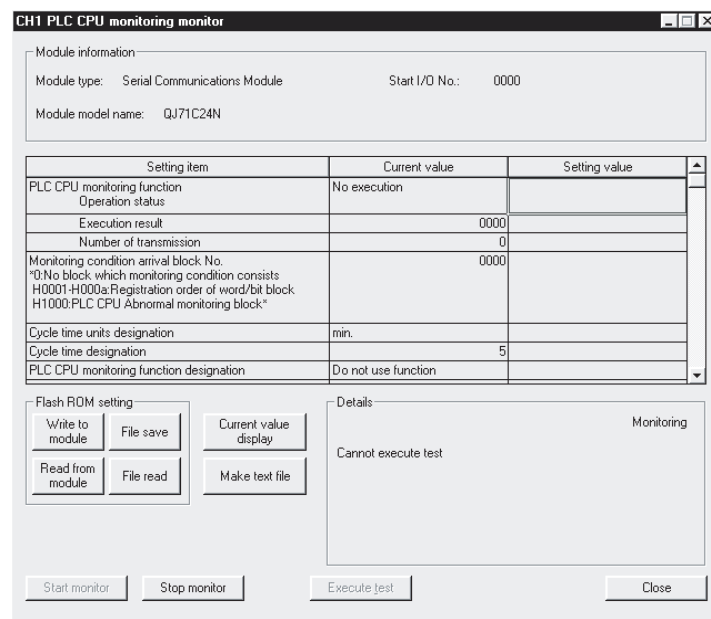 CH1 PLC CPU monitoring monitor
Module information
Module type: Serial Communications Module Start I/O No.: 0000
Module model name: QJ71C24N
Setting item Current value Setting value
PLC CPU monitoring function No execution
Operation status
Execution result 0000
Number of transmission 0
Monitoring condition arrival block No. 0000
*0:No block which monitoring condition consists
H0001-H000a:Registration order of word/bit block
H1000:PLC CPU Abnormal monitoring block*
Cycle time units designation min.
Cycle time designation 5
PLC CPU monitoring function designation Do not use function
Flash ROM setting
Write to module
File save
Current value display
Read from module
File read
Make text file
Details
Monitoring
Cannot execute test
Start monitor Stop monitor Execute test Close